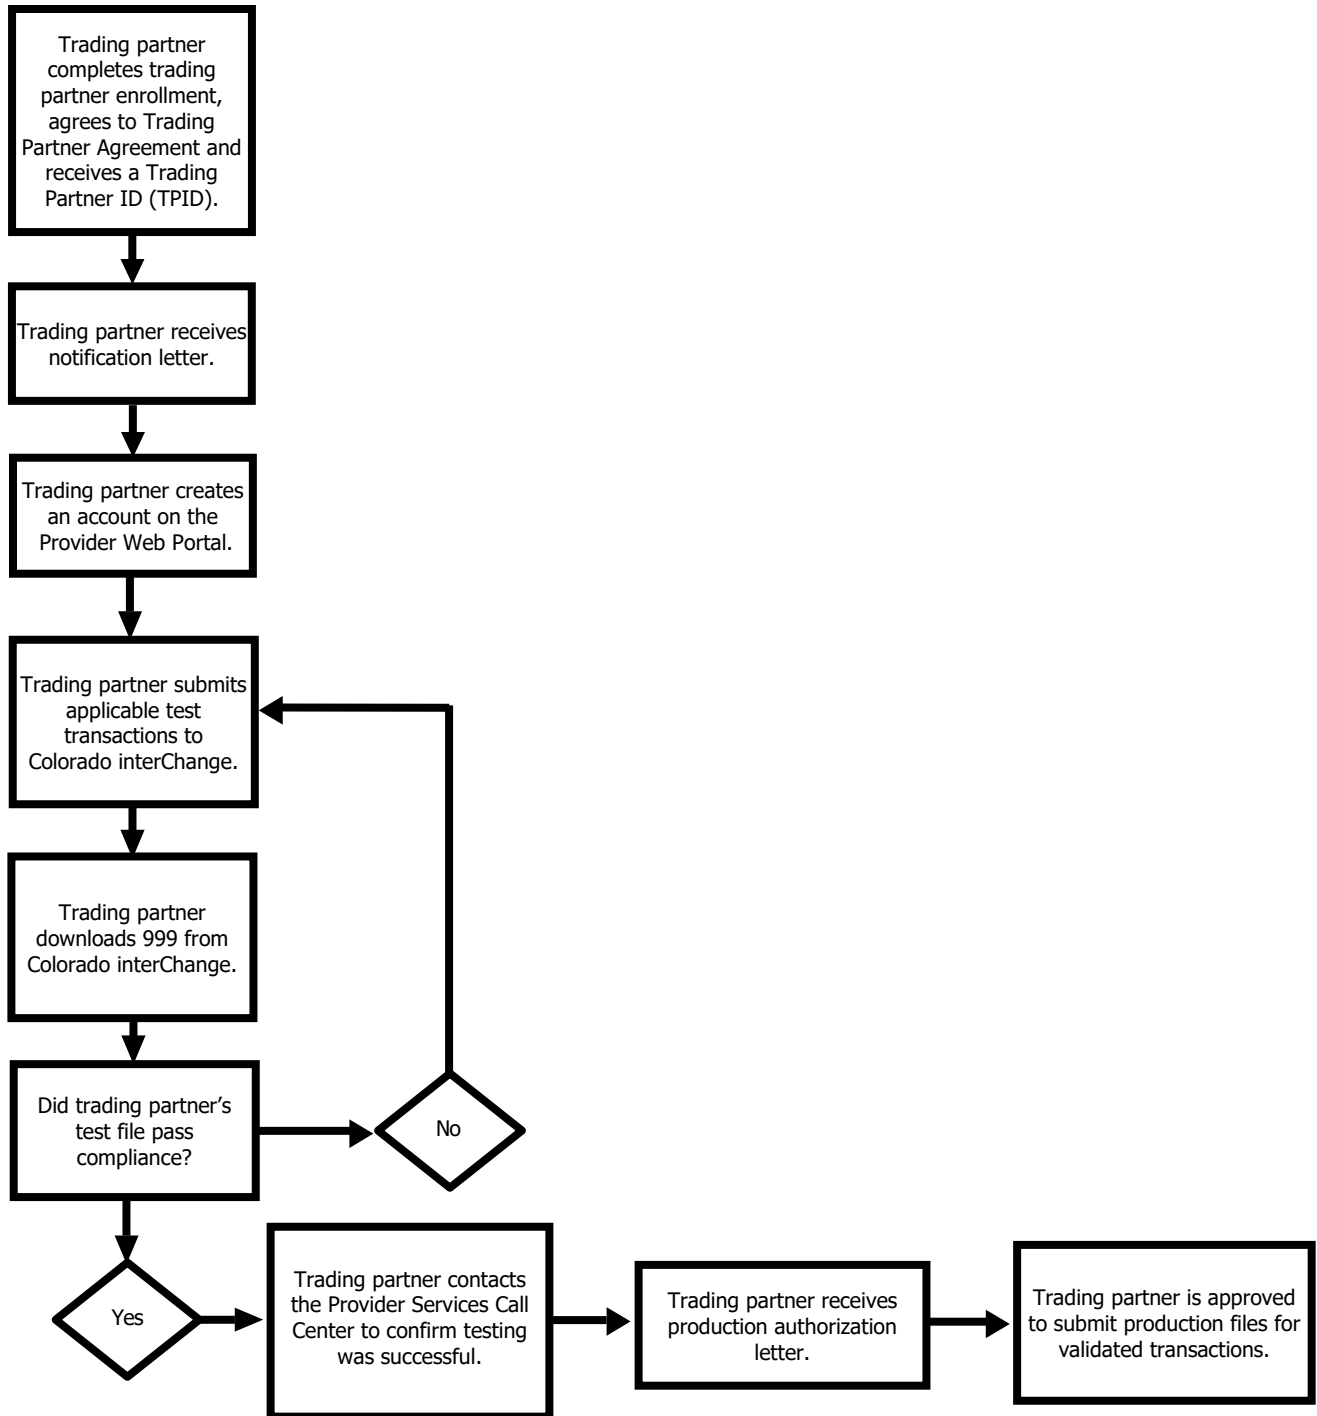 Trading partner
completes trading
partner enrollment,
agrees to Trading
Partner Agreement and
receives a Trading
Partner ID (TPID).
Trading partner receives
notification letter.
Trading partner creates
an account on the
Provider Web Portal.
Trading partner submits
applicable test
transactions to
Colorado interChange.
Trading partner
downloads 999 from
Colorado interChange.
Did trading partner’s
test file pass
compliance?
No
Yes
Trading partner contacts
the Provider Services Call
Center to confirm testing
was successful.
Trading partner receives
production authorization
letter.
Trading partner is approved
to submit production files for
validated transactions.